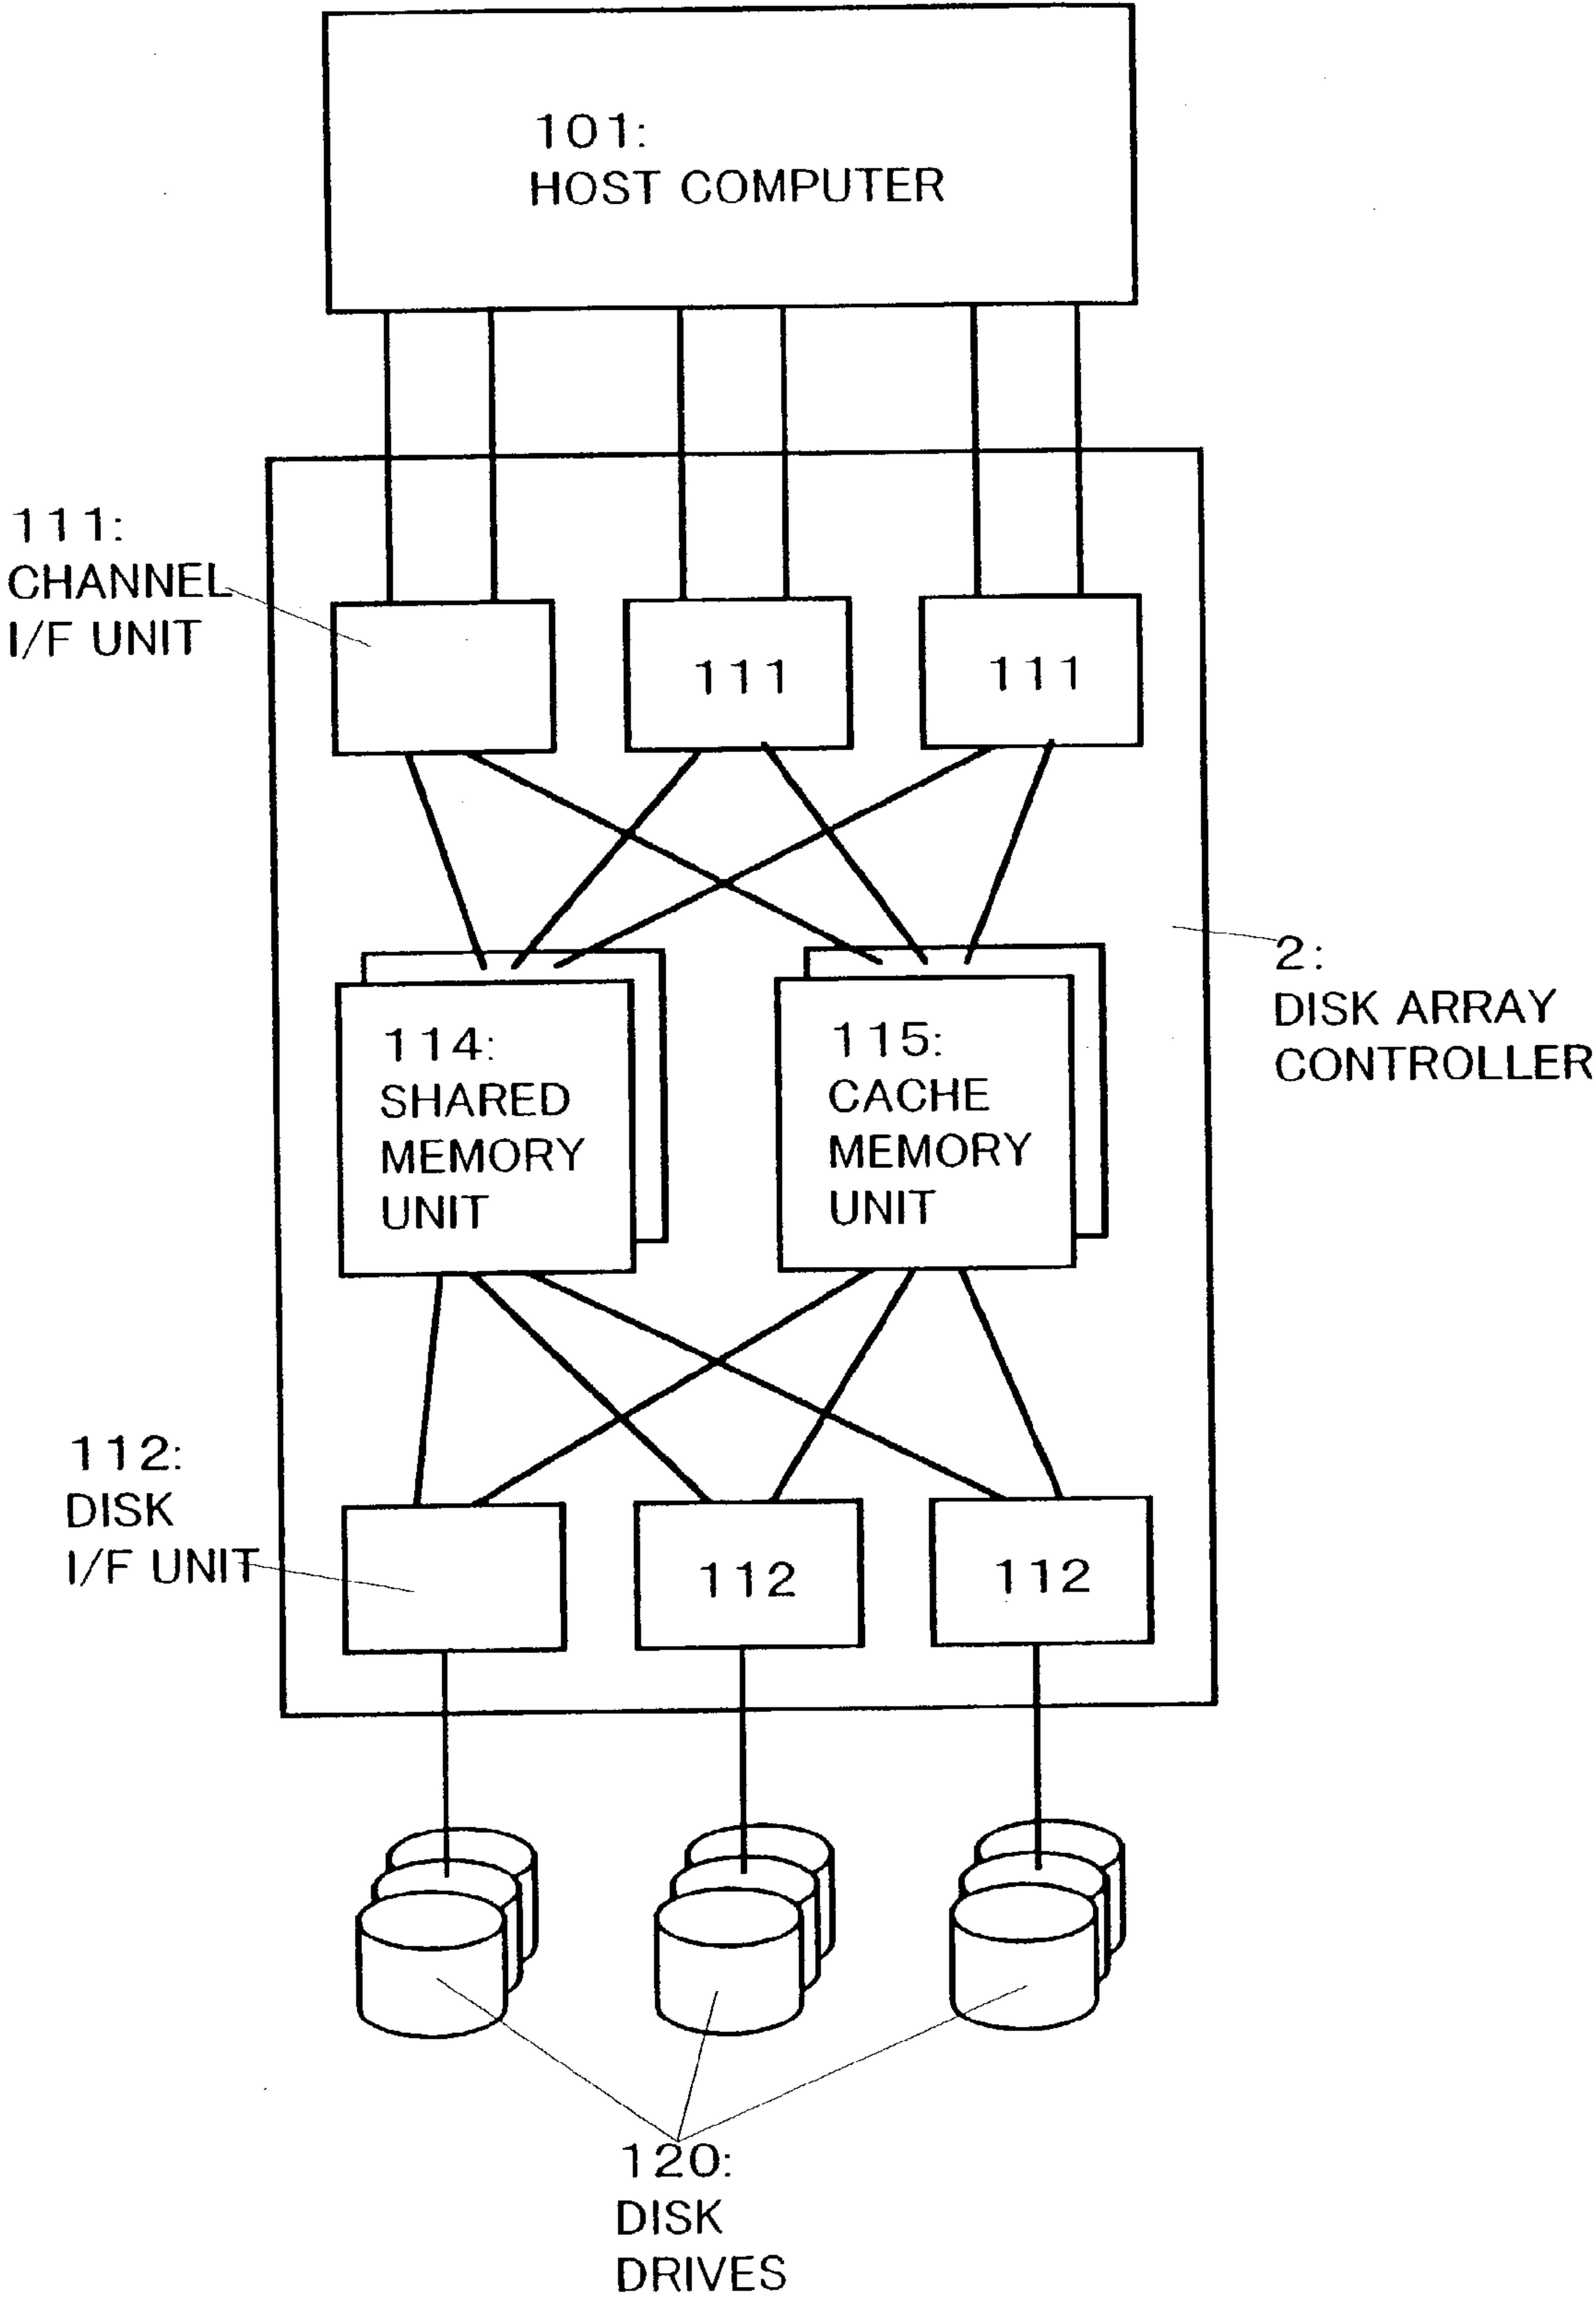 101:
HOST COMPUTER
111:
CHANNEL
I/F UNIT
111
111
2:
DISK ARRAY
CONTROLLER
114:
SHARED
MEMORY
UNIT
115:
CACHE
MEMORY
UNIT
112:
DISK
I/F UNIT
112
112
120:
DISK
DRIVES